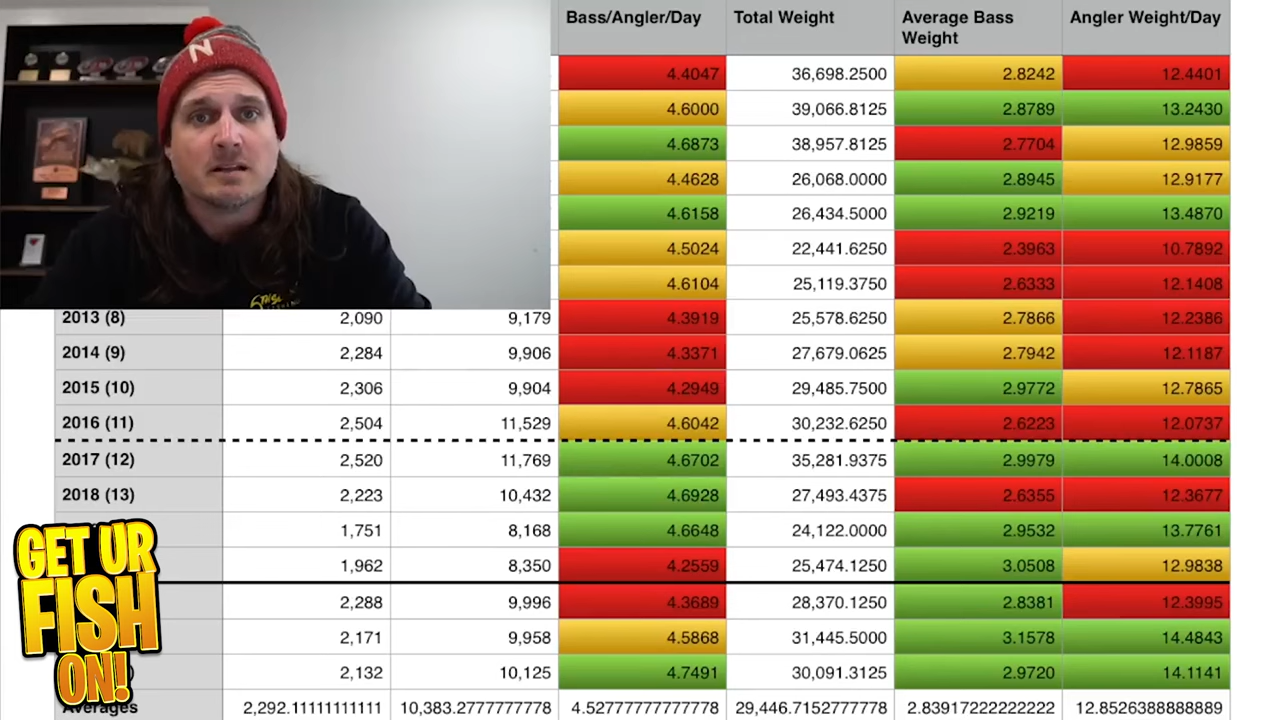 Bass/Angler/Day Total Weight Average Bass Weight Angler Weight/Day
4.4047 36,698.2500 2.8242 12.4401
4.6000 39,066.8125 2.8789 13.2430
4.6873 38,957.8125 2.7704 12.9859
4.4628 26,068.0000 2.8945 12.9177
4.6158 26,434.5000 2.9219 13.4870
4.5024 22,441.6250 2.3963 10.7892
4.6104 25,119.3750 2.6333 12.1408
2013 (8) 2,090 9,179 4.3919 25,578.6250 2.7866 12.2386
2014 (9) 2,284 9,906 4.3371 27,679.0625 2.7942 12.1187
2015 (10) 2,306 9,904 4.2949 29,485.7500 2.9772 12.7865
2016 (11) 2,504 11,529 4.6042 30,232.6250 2.6223 12.0737
2017 (12) 2,520 11,769 4.6702 35,281.9375 2.9979 14.0008
2018 (13) 2,223 10,432 4.6928 27,493.4375 2.6355 12.3677
1,751 8,168 4.6648 24,122.0000 2.9532 13.7761
1,962 8,350 4.2559 25,474.1250 3.0508 12.9838
2,288 9,996 4.3689 28,370.1250 2.8381 12.3995
2,171 9,958 4.5868 31,445.5000 3.1578 14.4843
2,132 10,125 4.7491 30,091.3125 2.9720 14.1141
Averages 2,292.11111111111 10,383.2777777778 4.52777777777778 29,446.7152777778 2.83917222222222 12.8526388888889
N
GET UR
FISH
ON!